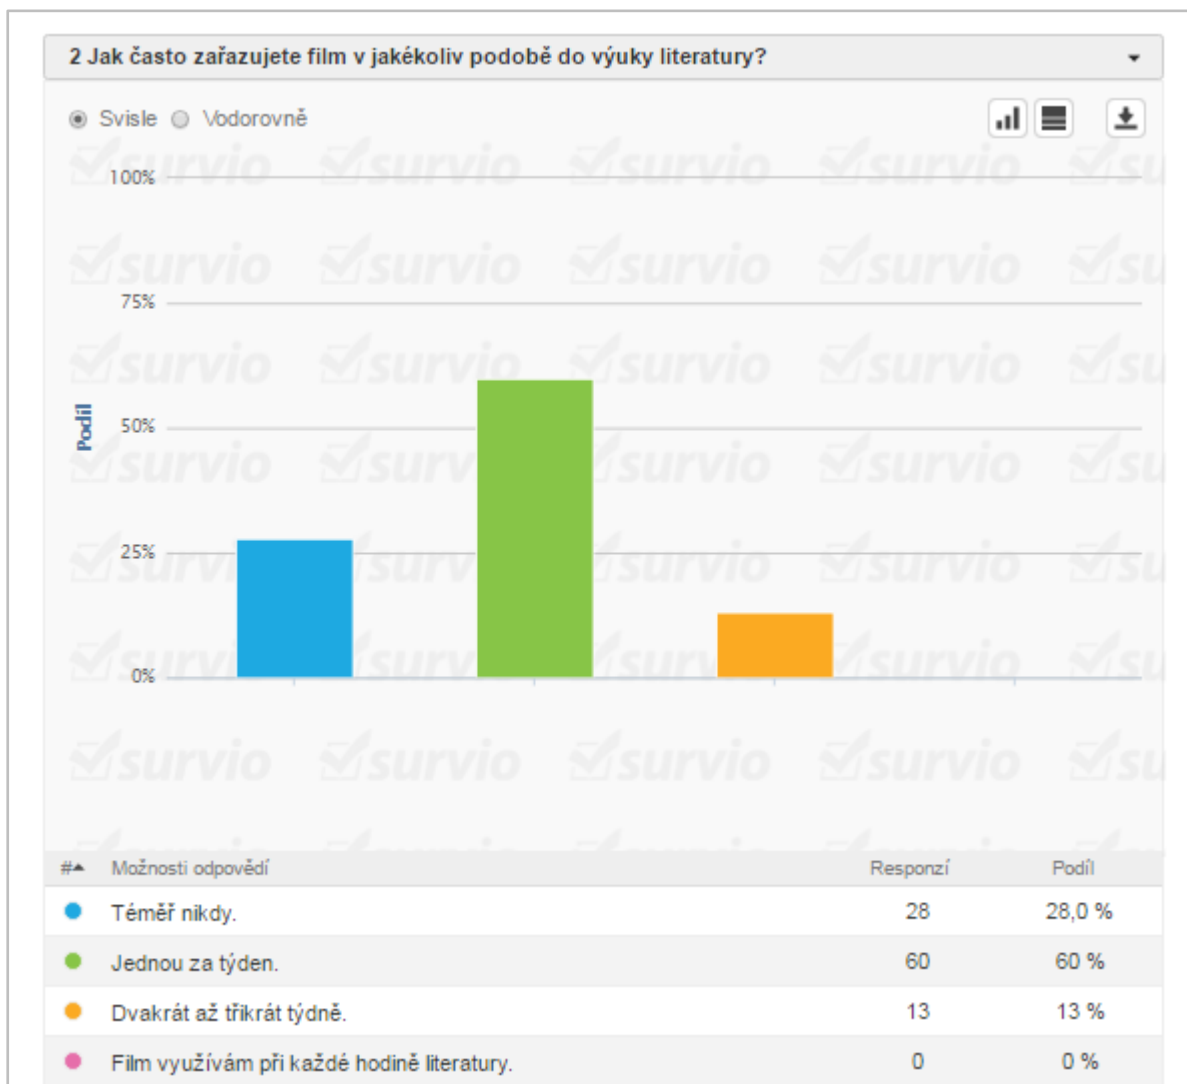 2 Jak často zařazujete film v jakékoliv podobě do výuky literatury?
Svisle Vodorovně
100%
75%
50%
25%
0%
Podíl
survio
#▲ Možnosti odpovědí Responzí Podíl
Téměř nikdy. 28 28,0 %
Jednou za týden. 60 60 %
Dvakrát až třikrát týdně. 13 13 %
Film využívám při každé hodině literatury. 0 0 %